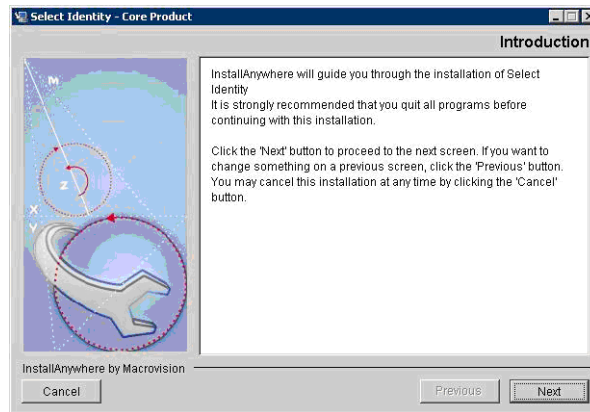 Select Identity - Core Product
Introduction
InstallAnywhere will guide you through the installation of Select
Identity
It is strongly recommended that you quit all programs before
continuing with this installation.
Click the 'Next' button to proceed to the next screen. If you want to
change something on a previous screen, click the 'Previous' button.
You may cancel this installation at any time by clicking the 'Cancel'
button.
M
Z
X
Y
InstallAnywhere by Macrovision
Cancel
Previous
Next